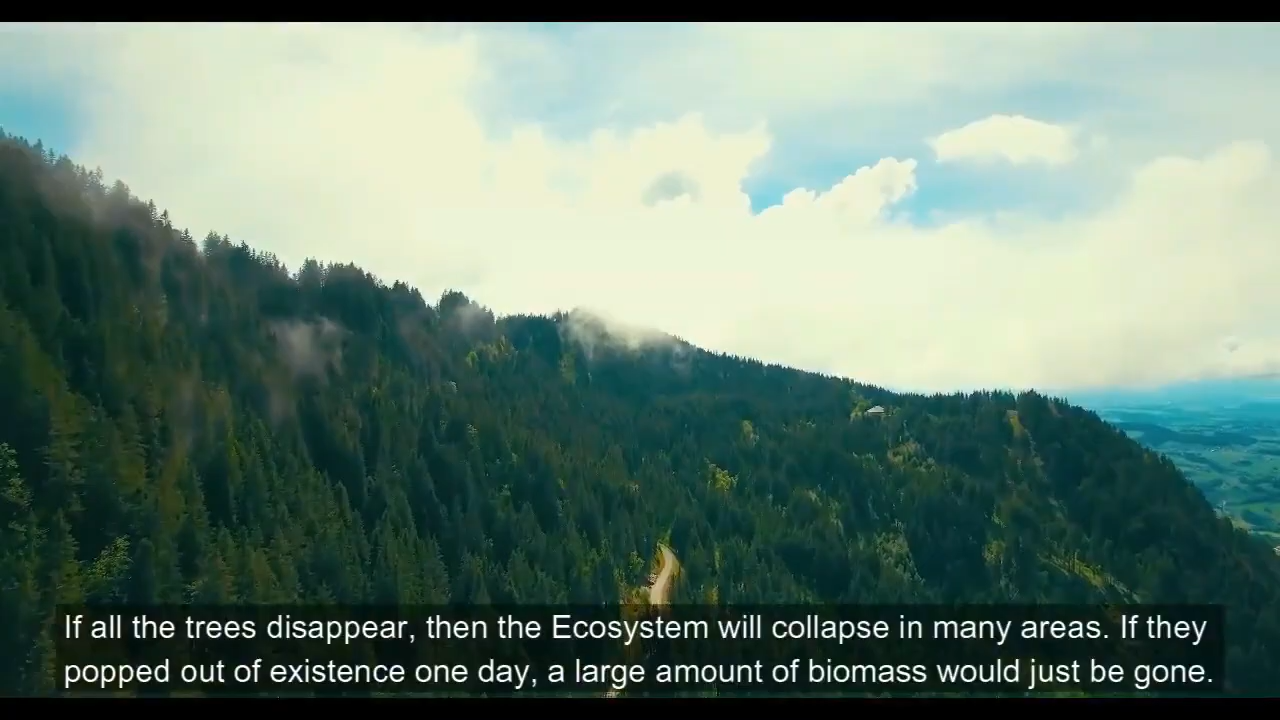 If all the trees disappear, then the Ecosystem will collapse in many areas. If they
popped out of existence one day, a large amount of biomass would just be gone.